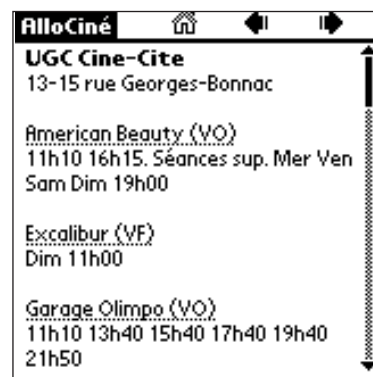 AlloCiné
UGC Cine-Cite
13-15 rue Georges-Bonnac
American Beauty (VO)
11h10 16h15. Séances sup. Mer Ven
Sam Dim 19h00
Excalibur (VF)
Dim 11h00
Garage Olimpo (VO)
11h10 13h40 15h40 17h40 19h40
21h50